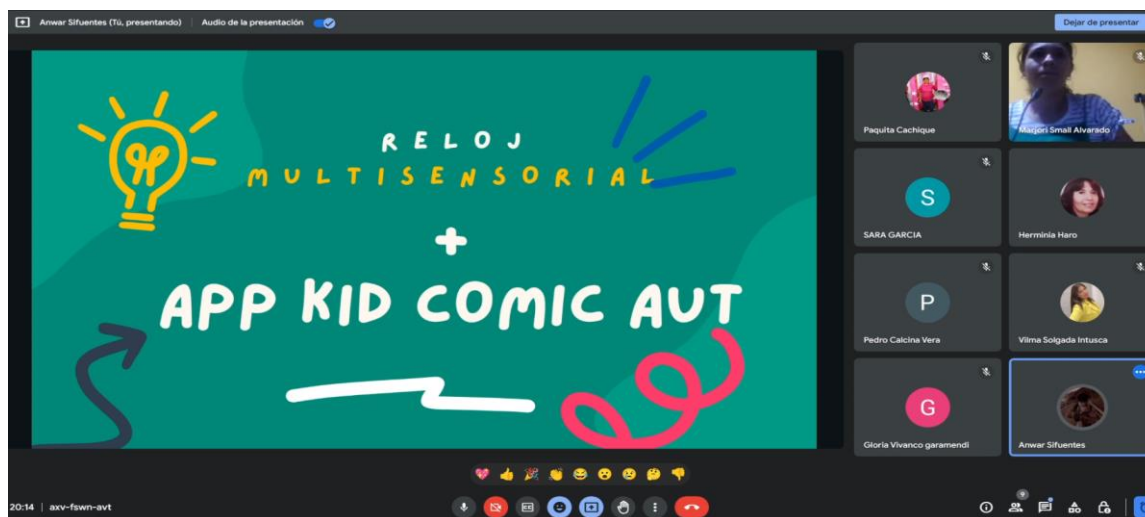 Anwar Sifuentes (Tú, presentando)
Audio de la presentación
Dejar de presentar
RELOJ
MULTISENSORIAL
+
APP KID COMIC AUT
Paquita Cachique
Marjori Small Alvarado
S
SARA GARCIA
Herminia Haro
P
Pedro Calcina Vera
Vilma Solgada Intusca
G
Gloria Vivanco garamendi
Anwar Sifuentes
20:14 | axv-fswn-avt
9